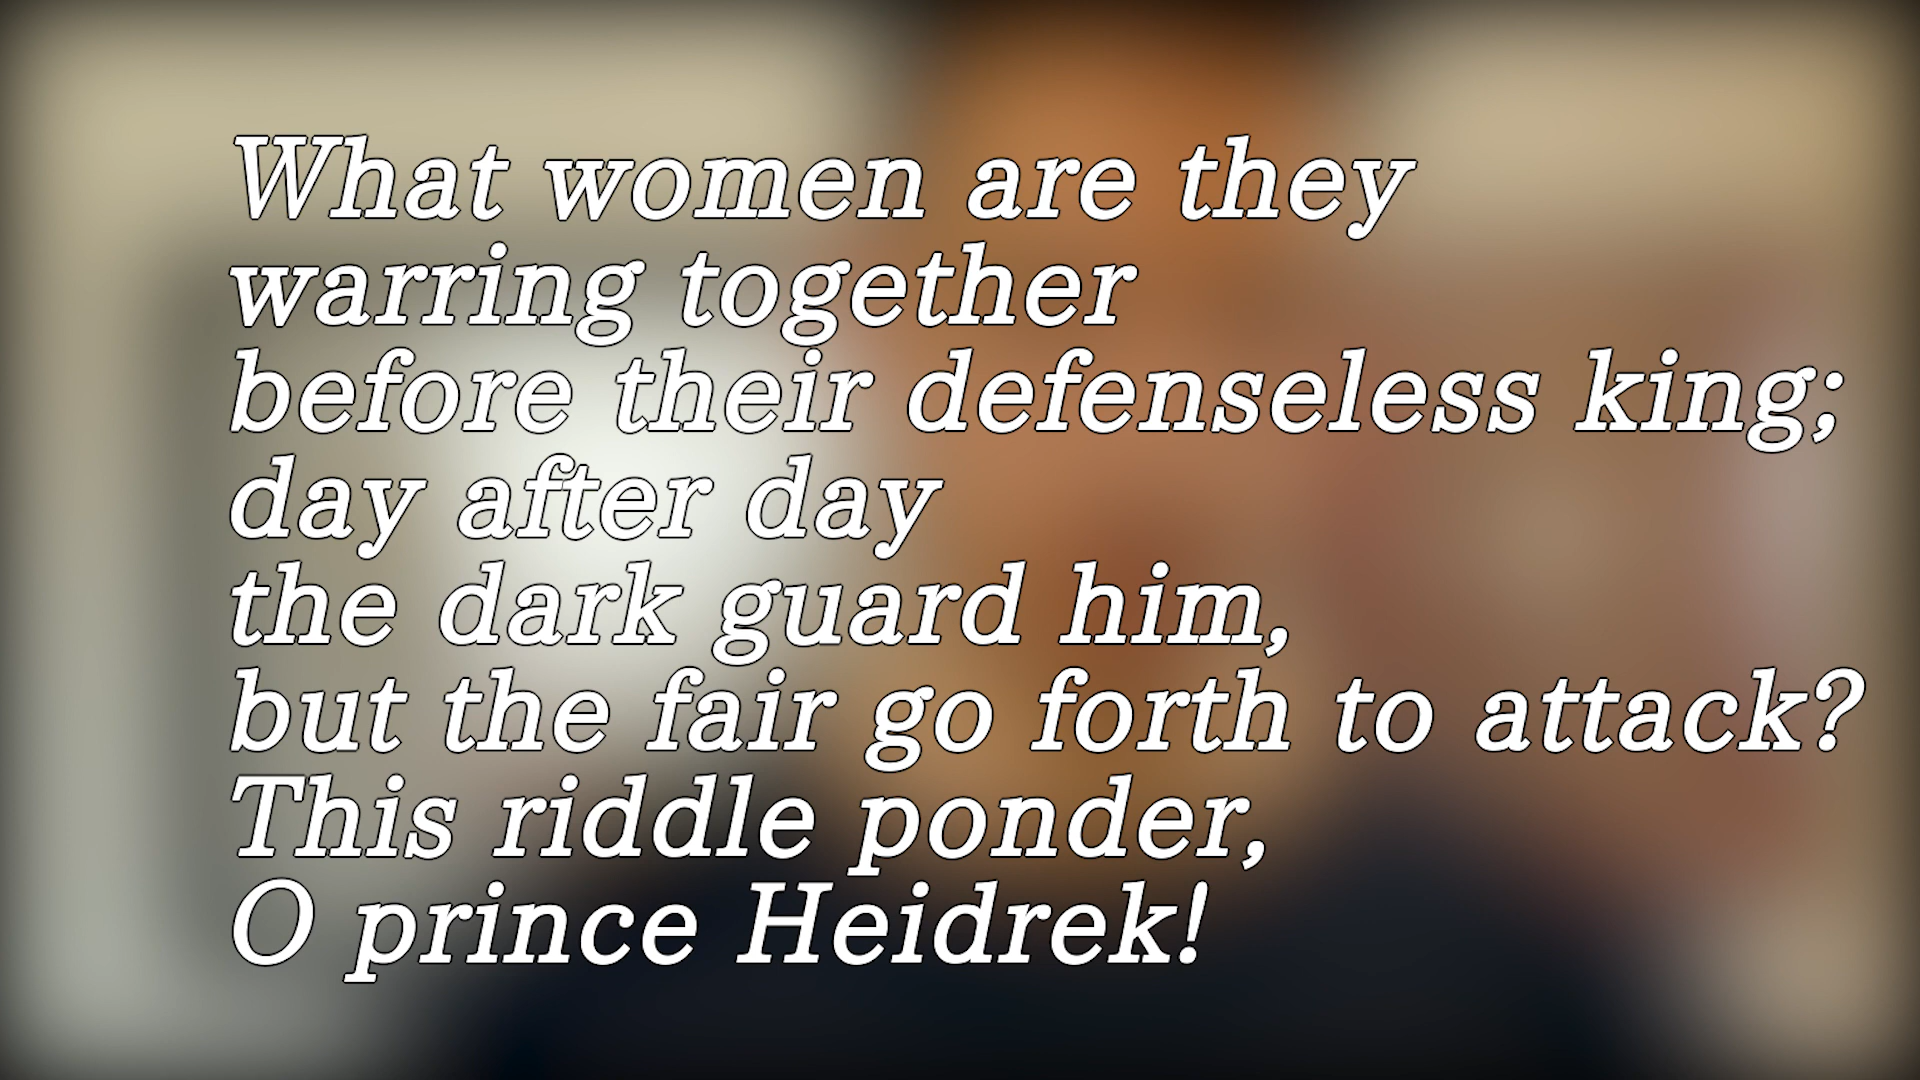 What women are they
warring together
before their defenseless king;
day after day
the dark guard him,
but the fair go forth to attack?
This riddle ponder,
O prince Heidrek!